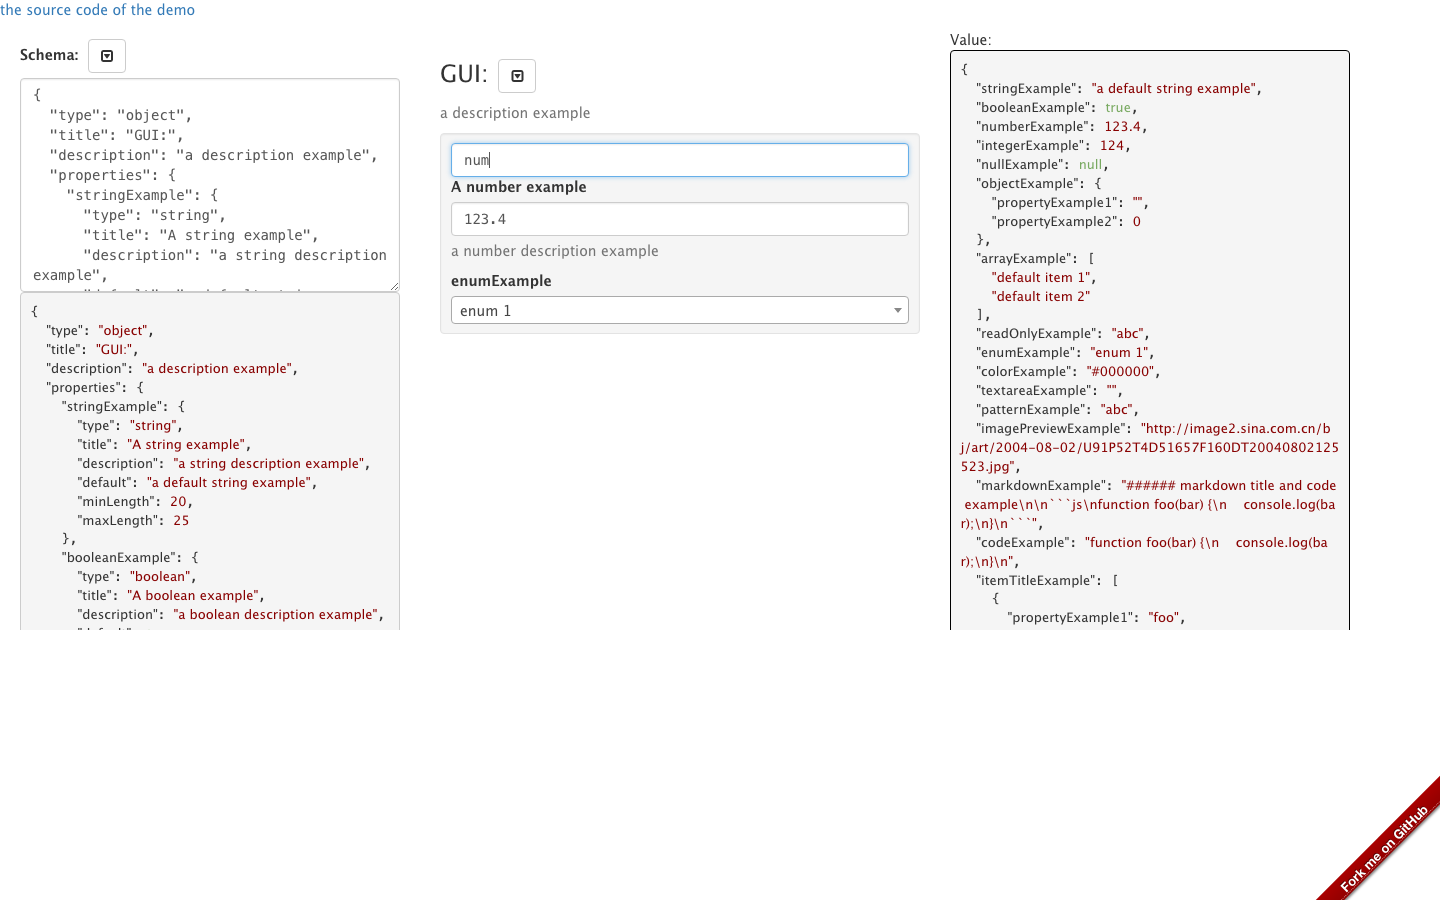 the source code of the demo
Schema:
{
  "type": "object",
  "title": "GUI:",
  "description": "a description example",
  "properties": {
    "stringExample": {
      "type": "string",
      "title": "A string example",
      "description": "a string description
example",
{
  "type": "object",
  "title": "GUI:",
  "description": "a description example",
  "properties": {
    "stringExample": {
      "type": "string",
      "title": "A string example",
      "description": "a string description example",
      "default": "a default string example",
      "minLength": 20,
      "maxLength": 25
    },
    "booleanExample": {
      "type": "boolean",
      "title": "A boolean example",
      "description": "a boolean description example",
GUI:
a description example
num
A number example
123.4
a number description example
enumExample
enum 1
Value:
{
  "stringExample": "a default string example",
  "booleanExample": true,
  "numberExample": 123.4,
  "integerExample": 124,
  "nullExample": null,
  "objectExample": {
    "propertyExample1": "",
    "propertyExample2": 0
  },
  "arrayExample": [
    "default item 1",
    "default item 2"
  ],
  "readOnlyExample": "abc",
  "enumExample": "enum 1",
  "colorExample": "#000000",
  "textareaExample": "",
  "patternExample": "abc",
  "imagePreviewExample": "http://image2.sina.com.cn/b
j/art/2004-08-02/U91P52T4D51657F160DT20040802125
523.jpg",
  "markdownExample": "###### markdown title and code
 example\n\n```js\nfunction foo(bar) {\n    console.log(ba
r);\n}\n```",
  "codeExample": "function foo(bar) {\n    console.log(ba
r);\n}\n",
  "itemTitleExample": [
    {
      "propertyExample1": "foo",
Fork me on GitHub